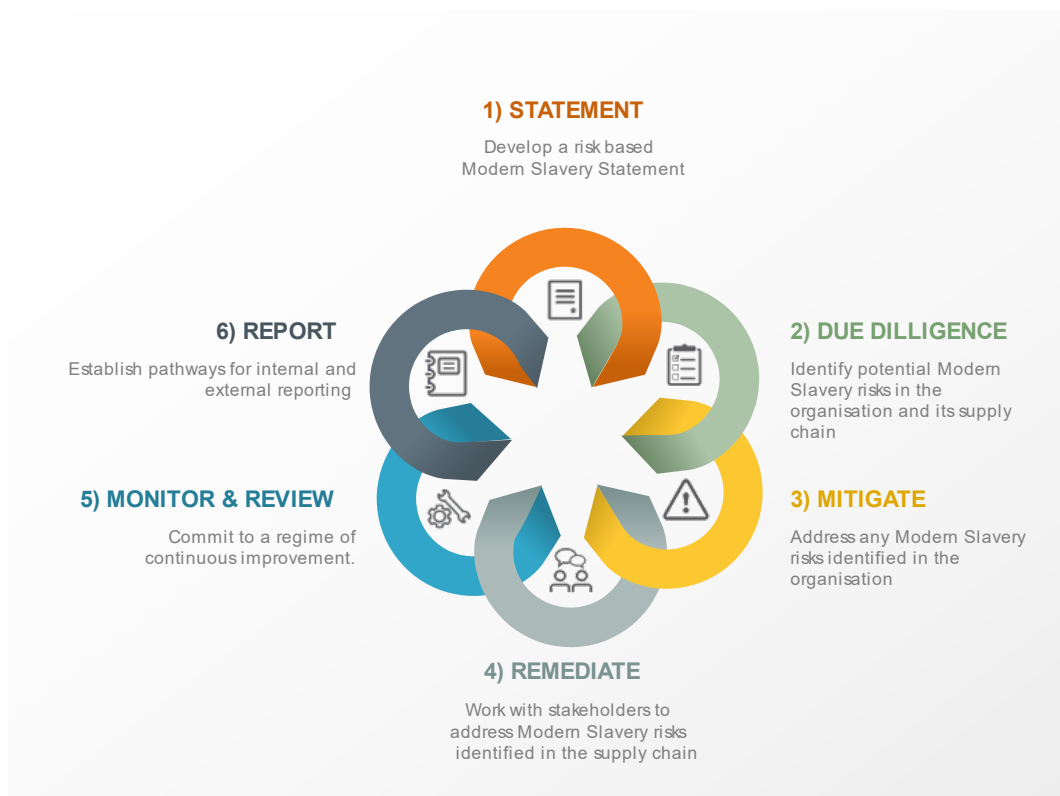 1) STATEMENT
Develop a risk based
Modern Slavery Statement
2) DUE DILLIGENCE
Identify potential Modern
Slavery risks in the
organisation and its supply
chain
3) MITIGATE
Address any Modern Slavery
risks identified in the
organisation
4) REMEDIATE
Work with stakeholders to
address Modern Slavery risks
identified in the supply chain
5) MONITOR & REVIEW
Commit to a regime of
continuous improvement.
6) REPORT
Establish pathways for internal and
external reporting